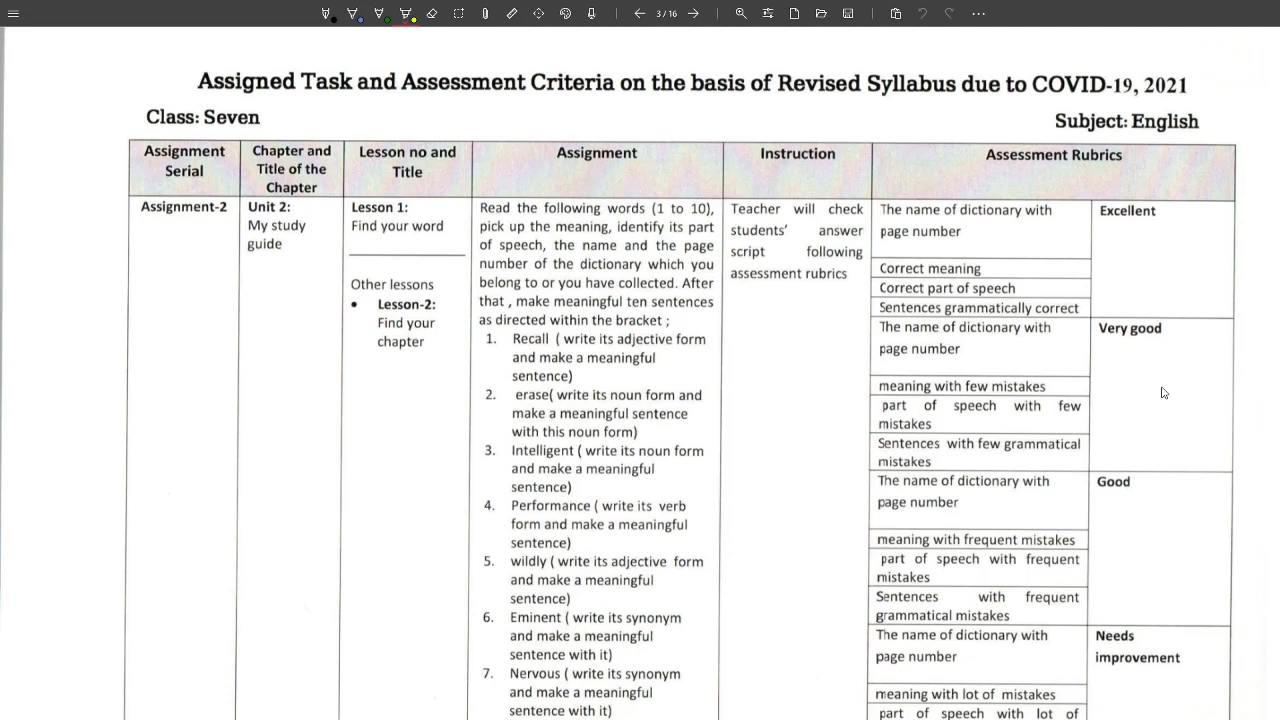 3 / 16
Assigned Task and Assessment Criteria on the basis of Revised Syllabus due to COVID-19, 2021
Class: Seven
Subject: English
Assignment
Serial
Chapter and
Title of the
Chapter
Lesson no and
Title
Assignment
Instruction
Assessment Rubrics
Assignment-2
Unit 2:
My study
guide
Lesson 1:
Find your word
Other lessons
• Lesson-2:
Find your
chapter
Read the following words (1 to 10),
pick up the meaning, identify its part
of speech, the name and the page
number of the dictionary which you
belong to or you have collected. After
that , make meaningful ten sentences
as directed within the bracket ;
1. Recall ( write its adjective form
and make a meaningful
sentence)
2. erase( write its noun form and
make a meaningful sentence
with this noun form)
3. Intelligent ( write its noun form
and make a meaningful
sentence)
4. Performance ( write its verb
form and make a meaningful
sentence)
5. wildly ( write its adjective form
and make a meaningful
sentence)
6. Eminent ( write its synonym
and make a meaningful
sentence with it)
7. Nervous ( write its synonym
and make a meaningful
sentence with it)
Teacher will check
students' answer
script following
assessment rubrics
The name of dictionary with
page number
Correct meaning
Correct part of speech
Sentences grammatically correct
Excellent
The name of dictionary with
page number
meaning with few mistakes
part of speech with few
mistakes
Sentences with few grammatical
mistakes
Very good
The name of dictionary with
page number
meaning with frequent mistakes
part of speech with frequent
mistakes
Sentences with frequent
grammatical mistakes
Good
The name of dictionary with
page number
meaning with lot of mistakes
part of speech with lot of
Needs
improvement